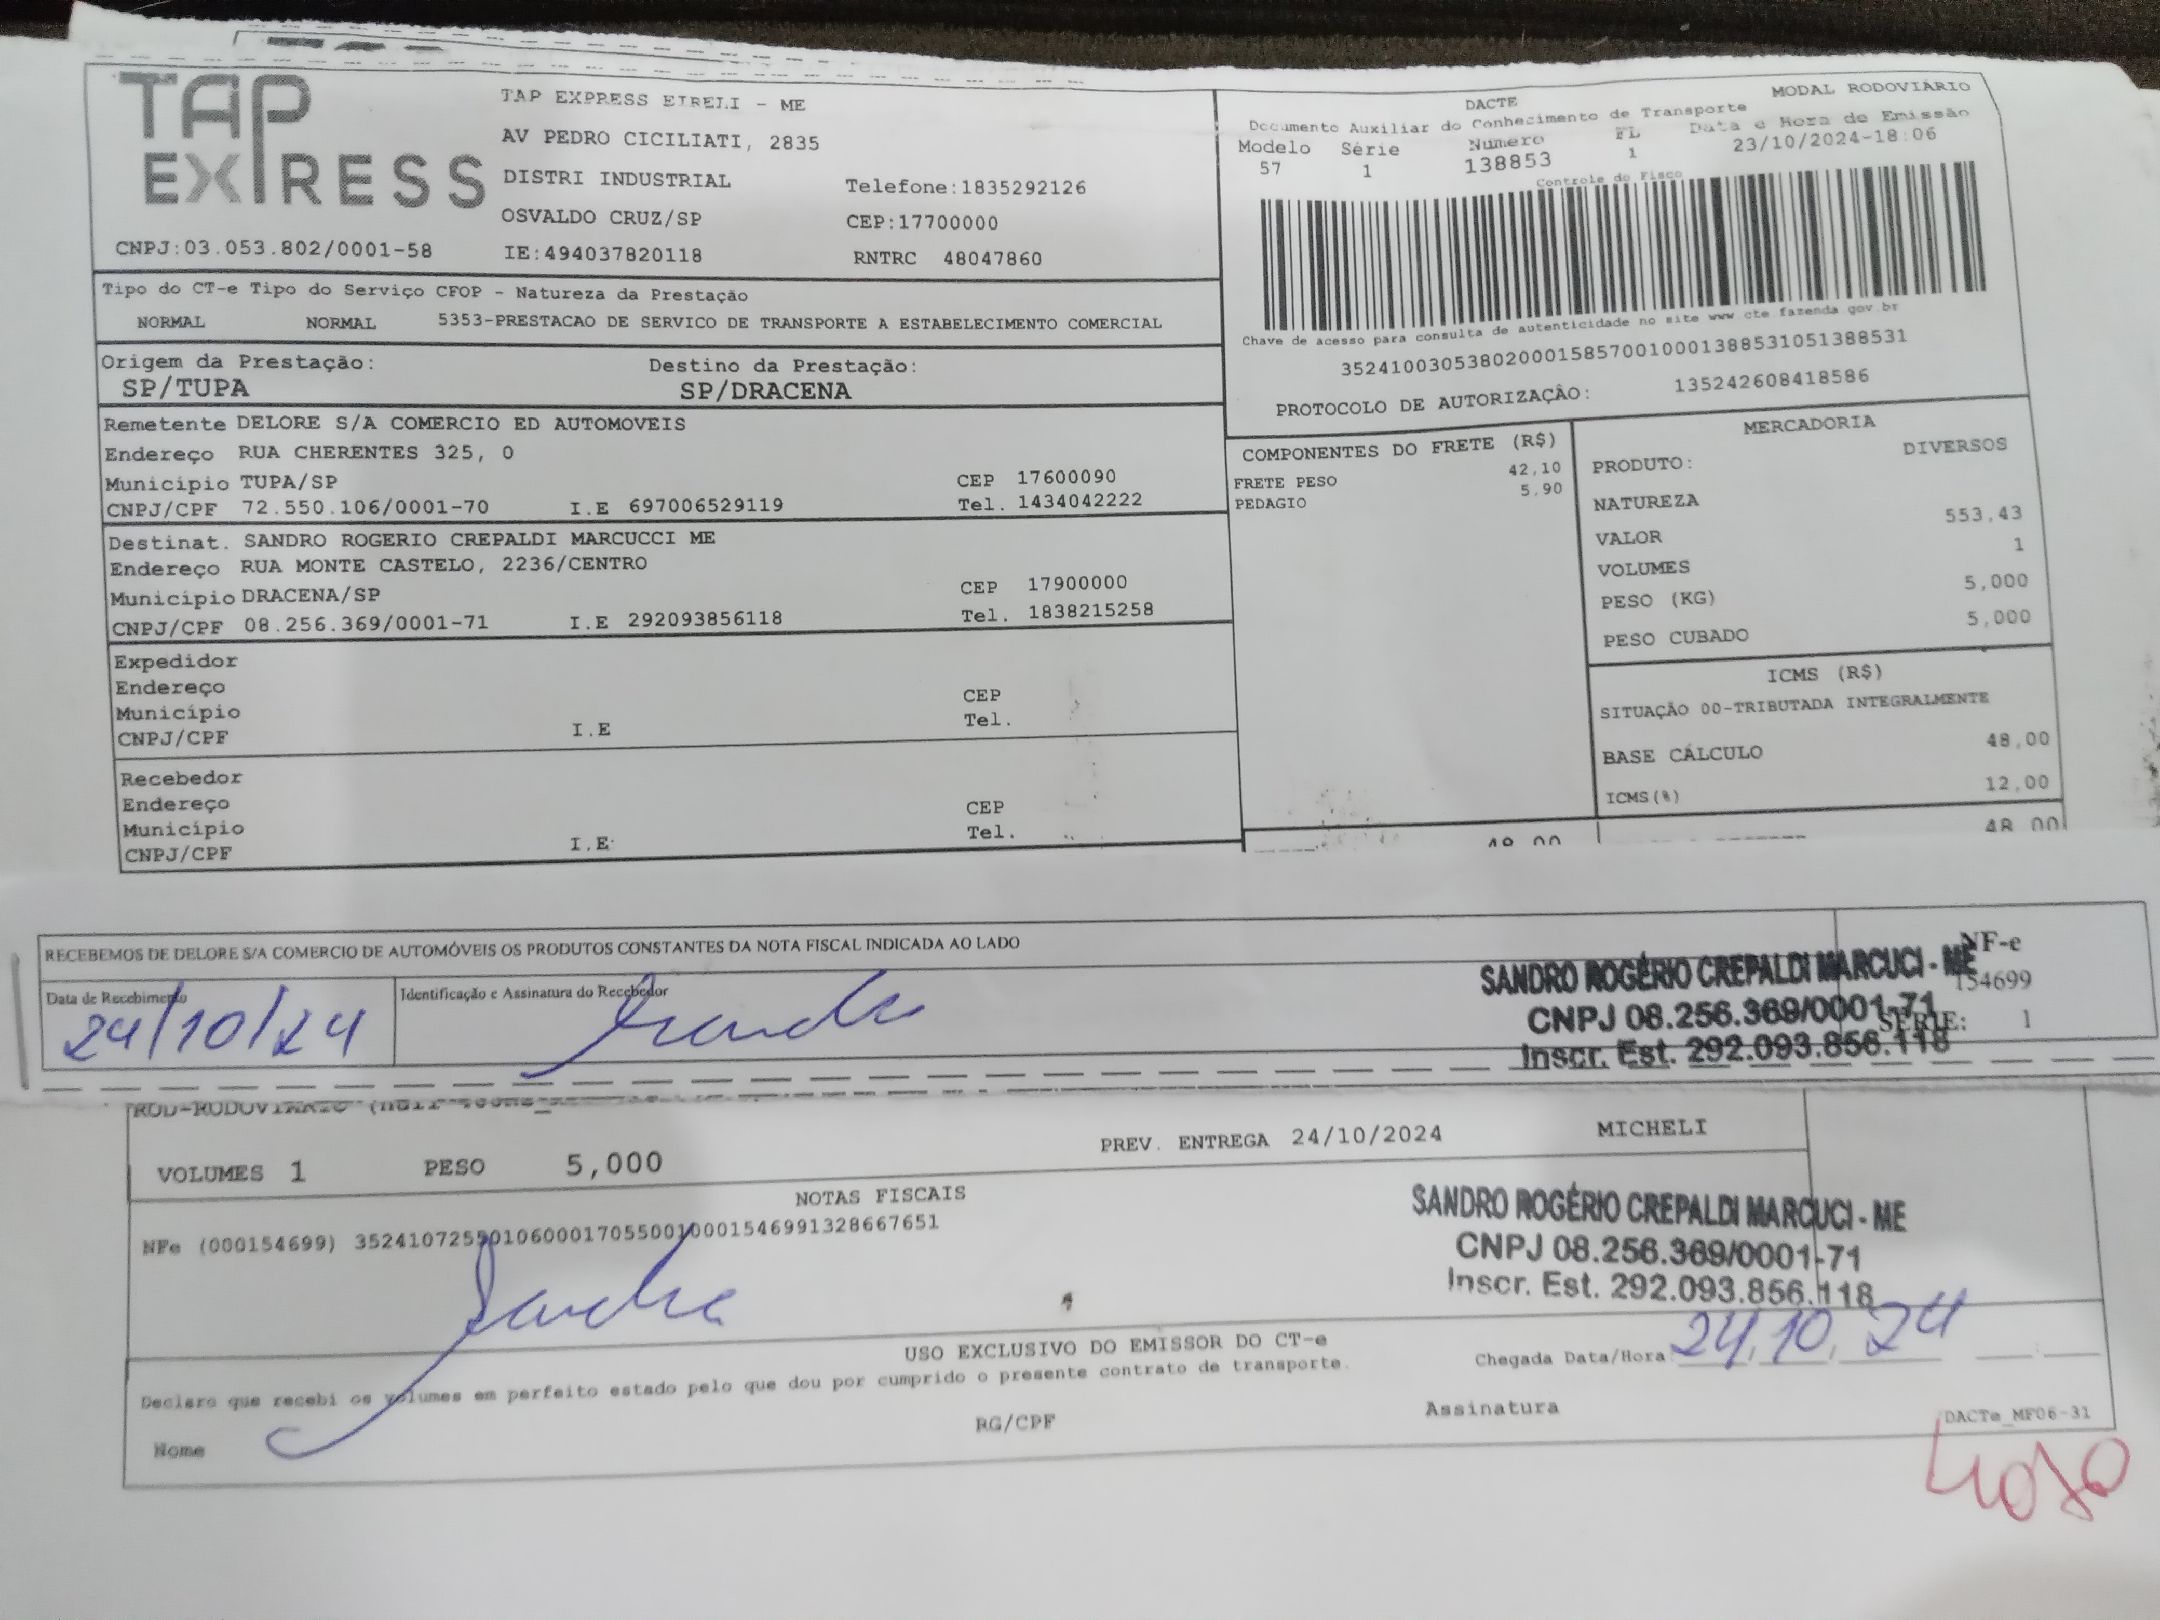 TAP EXPRESS
TAP EXPRESS EIRELI - ME
AV PEDRO CICILIATI, 2835
DISTRI INDUSTRIAL
Telefone:1835292126
OSVALDO CRUZ/SP
CEP:17700000
CNPJ:03.053.802/0001-58
IE:494037820118
RNTRC 48047860
DACTE
MODAL RODOVIÁRIO
Documento Auxiliar do Conhecimento de Transporte
Modelo Série Número FL Data e Hora de Emissão
57 1 138853 1 23/10/2024-18:06
Controle do Fisco
Chave de acesso para consulta de autenticidade no site www.cte.fazenda.gov.br
35241003053802000158570010001388531051388531
PROTOCOLO DE AUTORIZAÇÂO: 135242608418586
Tipo do CT-e Tipo do Serviço CFOP - Natureza da Prestação
NORMAL NORMAL 5353-PRESTACAO DE SERVICO DE TRANSPORTE A ESTABELECIMENTO COMERCIAL
Origem da Prestação: Destino da Prestação:
SP/TUPA SP/DRACENA
Remetente DELORE S/A COMERCIO ED AUTOMOVEIS
Endereço RUA CHERENTES 325, 0
Município TUPA/SP CEP 17600090
CNPJ/CPF 72.550.106/0001-70 I.E 697006529119 Tel. 1434042222
Destinat. SANDRO ROGERIO CREPALDI MARCUCCI ME
Endereço RUA MONTE CASTELO, 2236/CENTRO
Município DRACENA/SP CEP 17900000
CNPJ/CPF 08.256.369/0001-71 I.E 292093856118 Tel. 1838215258
Expedidor
Endereço
Município CEP
CNPJ/CPF I.E Tel.
Recebedor
Endereço
Município CEP
CNPJ/CPF I.E Tel.
COMPONENTES DO FRETE (R$)
FRETE PESO 42,10
PEDAGIO 5,90
48,00
MERCADORIA
PRODUTO: DIVERSOS
NATUREZA
VALOR 553,43
VOLUMES 1
PESO (KG) 5,000
PESO CUBADO 5,000
ICMS (R$)
SITUAÇÃO 00-TRIBUTADA INTEGRALMENTE
BASE CÁLCULO 48,00
ICMS(%) 12,00
48,00
RECEBEMOS DE DELORE S/A COMERCIO DE AUTOMÓVEIS OS PRODUTOS CONSTANTES DA NOTA FISCAL INDICADA AO LADO
NF-e
154699
SÉRIE: 1
Data de Recebimento
24/10/24
Identificação e Assinatura do Recebedor
Sandro
SANDRO ROGÉRIO CREPALDI MARCUCI - ME
CNPJ 08.256.369/0001-71
Inscr. Est. 292.093.856.118
VOLUMES 1 PESO 5,000 PREV. ENTREGA 24/10/2024 MICHELI
NOTAS FISCAIS
NFe (000154699) 35241072550106000170550010001546991328667651
Sandro
SANDRO ROGÉRIO CREPALDI MARCUCI - ME
CNPJ 08.256.369/0001-71
Inscr. Est. 292.093.856.118
USO EXCLUSIVO DO EMISSOR DO CT-e
Declaro que recebi os volumes em perfeito estado pelo que dou por cumprido o presente contrato de transporte.
Chegada Data/Hora 24,10,24
Nome RG/CPF Assinatura
DACTe_MF06-31